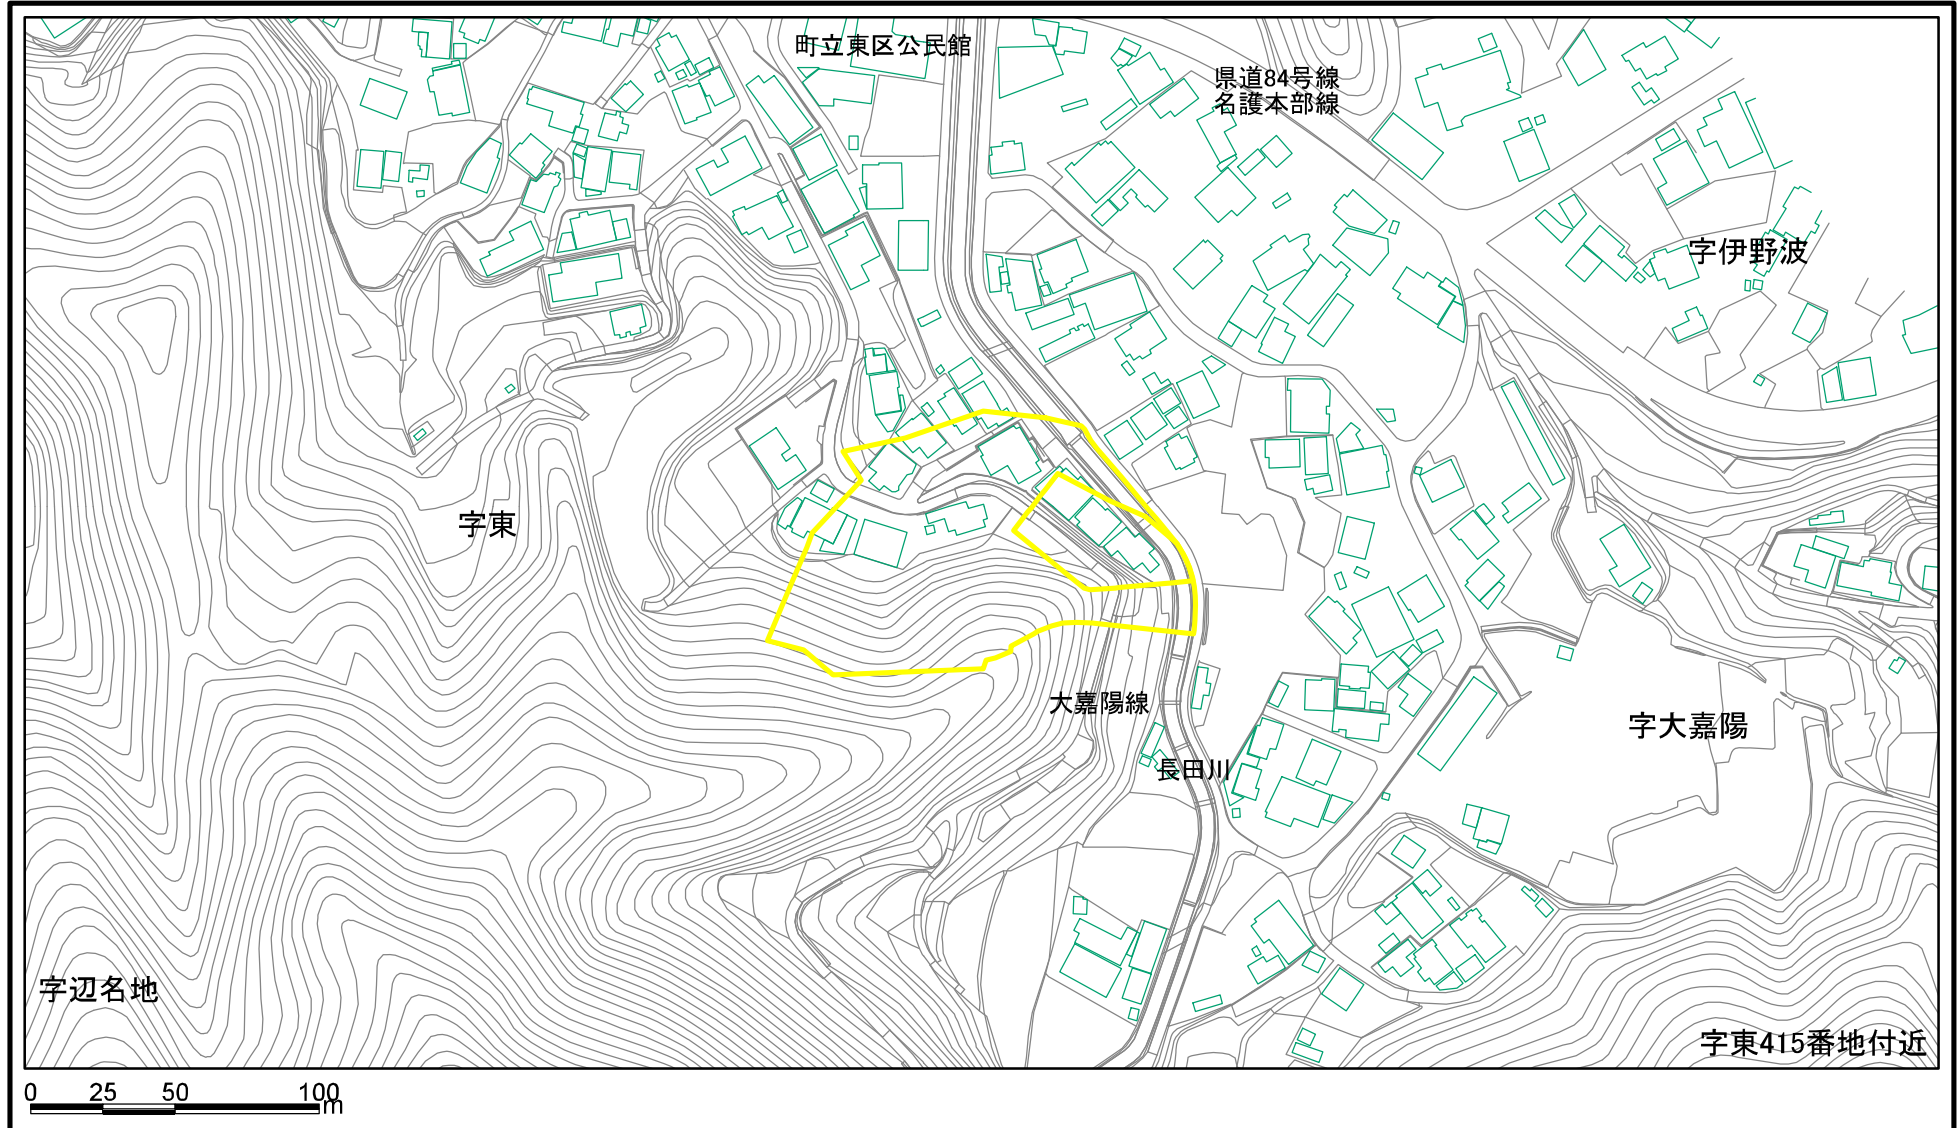 町立東区公民館
県道84号線
名護本部線
字伊野波
字東
大嘉陽線
字大嘉陽
長田川
字辺名地
字東415番地付近
0 25 50 100m